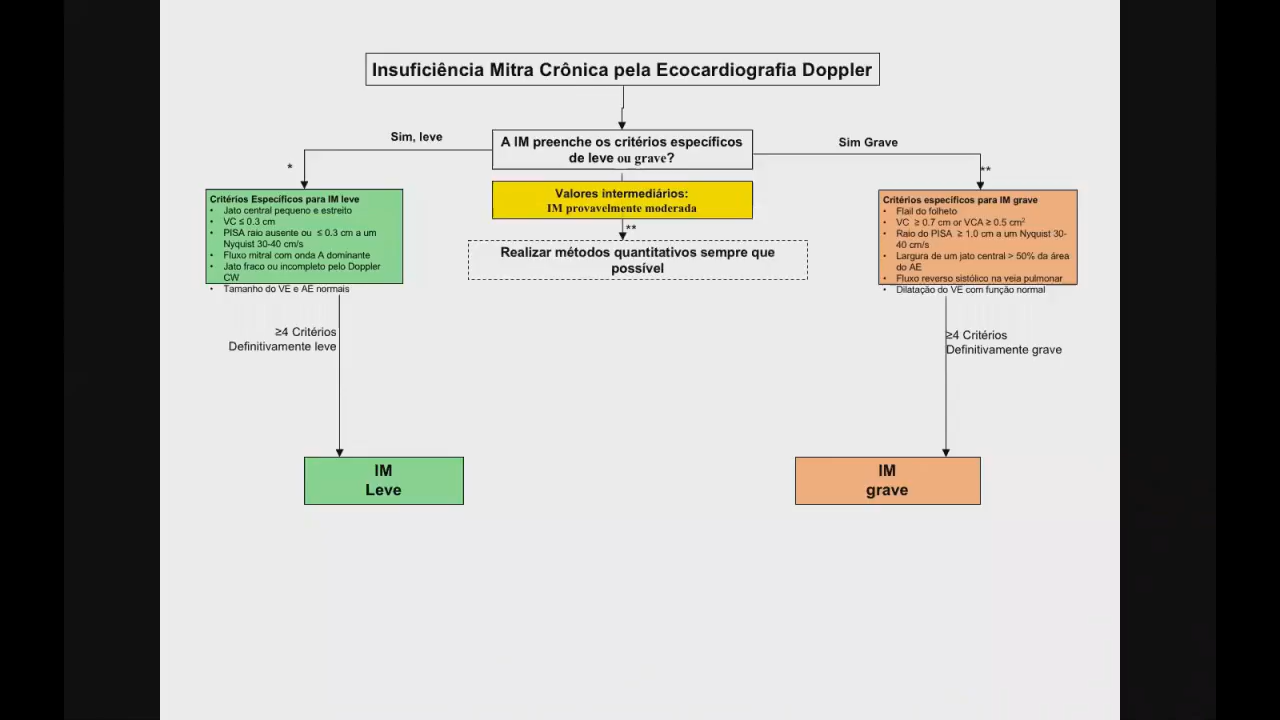 Insuficiência Mitra Crônica pela Ecocardiografia Doppler
Sim, leve
A IM preenche os critérios específicos
de leve ou grave?
Sim Grave
*
**
Critérios Específicos para IM leve
• Jato central pequeno e estreito
• VC ≤ 0.3 cm
• PISA raio ausente ou ≤ 0.3 cm a um
Nyquist 30-40 cm/s
• Fluxo mitral com onda A dominante
• Jato fraco ou incompleto pelo Doppler
CW
• Tamanho do VE e AE normais
Valores intermediários:
IM provavelmente moderada
**
Realizar métodos quantitativos sempre que
possível
Critérios específicos para IM grave
• Flail do folheto
• VC ≥ 0.7 cm or VCA ≥ 0.5 cm²
• Raio do PISA ≥ 1.0 cm a um Nyquist 30-
40 cm/s
• Largura de um jato central > 50% da área
do AE
• Fluxo reverso sistólico na veia pulmonar
• Dilatação do VE com função normal
≥4 Critérios
Definitivamente leve
≥4 Critérios
Definitivamente grave
IM
Leve
IM
grave